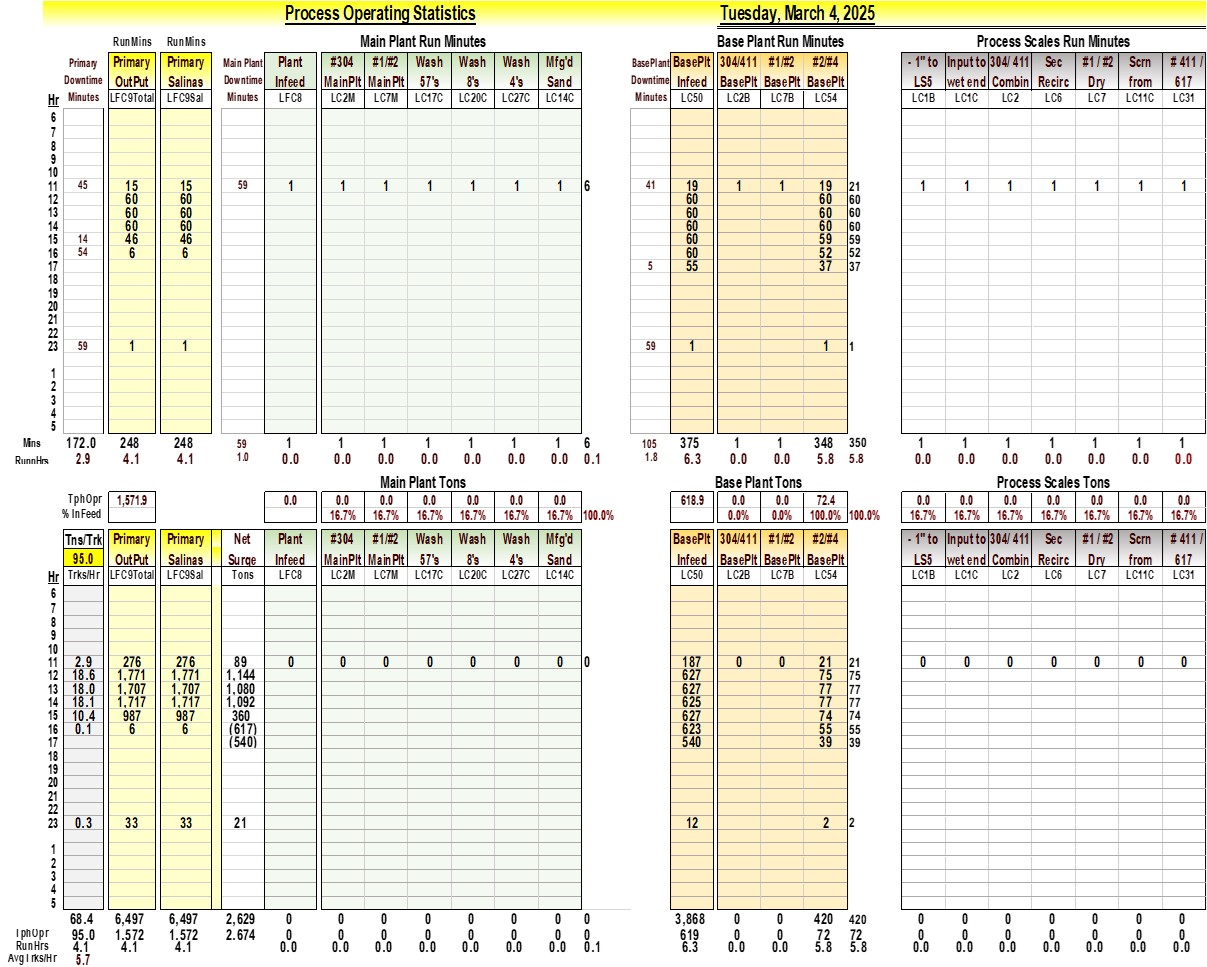 Process Operating Statistics Tuesday, March 4, 2025
RunMins RunMins Main Plant Run Minutes Base Plant Run Minutes Process Scales Run Minutes
Primary Primary Primary Main Plant Plant #304 #1/#2 Wash Wash Wash Mfg'd BasePlant BasePlt 304/411 #1/#2 #2/#4 - 1" to Input to 304/ 411 Sec #1 / #2 Scrn # 411 /
Downtime OutPut Salinas Downtime Infeed MainPlt MainPlt 57's 8's 4's Sand Downtime Infeed BasePlt BasePlt BasePlt LS5 wet end Combin Recirc Dry from 617
Hr Minutes LFC9Total LFC9Sal Minutes LFC8 LC2M LC7M LC17C LC20C LC27C LC14C Minutes LC50 LC2B LC7B LC54 LC1B LC1C LC2 LC6 LC7 LC11C LC31
6
7
8
9
10
11 45 15 15 59 1 1 1 1 1 1 1 6 41 19 1 1 19 21 1 1 1 1 1 1 1
12 60 60 60 60 60
13 60 60 60 60 60
14 60 60 60 60 60
15 14 46 46 60 59 59
16 54 6 6 60 52 52
17 5 55 37 37
18
19
20
21
22
23 59 1 1 59 1 1 1
1
2
3
4
5
Mins 172.0 248 248 59 1 1 1 1 1 1 1 6 105 375 1 1 348 350 1 1 1 1 1 1 1
RunnHrs 2.9 4.1 4.1 1.0 0.0 0.0 0.0 0.0 0.0 0.0 0.0 0.1 1.8 6.3 0.0 0.0 5.8 5.8 0.0 0.0 0.0 0.0 0.0 0.0 0.0
Main Plant Tons Base Plant Tons Process Scales Tons
TphOpr 1,571.9 0.0 0.0 0.0 0.0 0.0 0.0 0.0 618.9 0.0 0.0 72.4 0.0 0.0 0.0 0.0 0.0 0.0 0.0
% InFeed 16.7% 16.7% 16.7% 16.7% 16.7% 16.7% 100.0% 0.0% 0.0% 100.0% 100.0% 16.7% 16.7% 16.7% 16.7% 16.7% 16.7% 16.7%
Tns/Trk Primary Primary Net Plant #304 #1/#2 Wash Wash Wash Mfg'd BasePlt 304/411 #1/#2 #2/#4 - 1" to Input to 304/ 411 Sec #1 / #2 Scrn # 411 /
95.0 OutPut Salinas Surge Infeed MainPlt MainPlt 57's 8's 4's Sand Infeed BasePlt BasePlt BasePlt LS5 wet end Combin Recirc Dry from 617
Hr Trks/Hr LFC9Total LFC9Sal Tons LFC8 LC2M LC7M LC17C LC20C LC27C LC14C LC50 LC2B LC7B LC54 LC1B LC1C LC2 LC6 LC7 LC11C LC31
6
7
8
9
10
11 2.9 276 276 89 0 0 0 0 0 0 0 0 187 0 0 21 21 0 0 0 0 0 0 0
12 18.6 1,771 1,771 1,144 627 75 75
13 18.0 1,707 1,707 1,080 627 77 77
14 18.1 1,717 1,717 1,092 625 77 77
15 10.4 987 987 360 627 74 74
16 0.1 6 6 (617) 623 55 55
17 (540) 540 39 39
18
19
20
21
22
23 0.3 33 33 21 12 2 2
1
2
3
4
5
68.4 6,497 6,497 2,629 0 0 0 0 0 0 0 0 3,868 0 0 420 420 0 0 0 0 0 0 0
TphOpr 95.0 1,572 1,572 2,674 0 0 0 0 0 0 0 0 619 0 0 72 72 0 0 0 0 0 0 0
RunHrs 4.1 4.1 4.1 0.0 0.0 0.0 0.0 0.0 0.0 0.0 0.1 6.3 0.0 0.0 5.8 5.8 0.0 0.0 0.0 0.0 0.0 0.0 0.0
AvgTrks/Hr 5.7